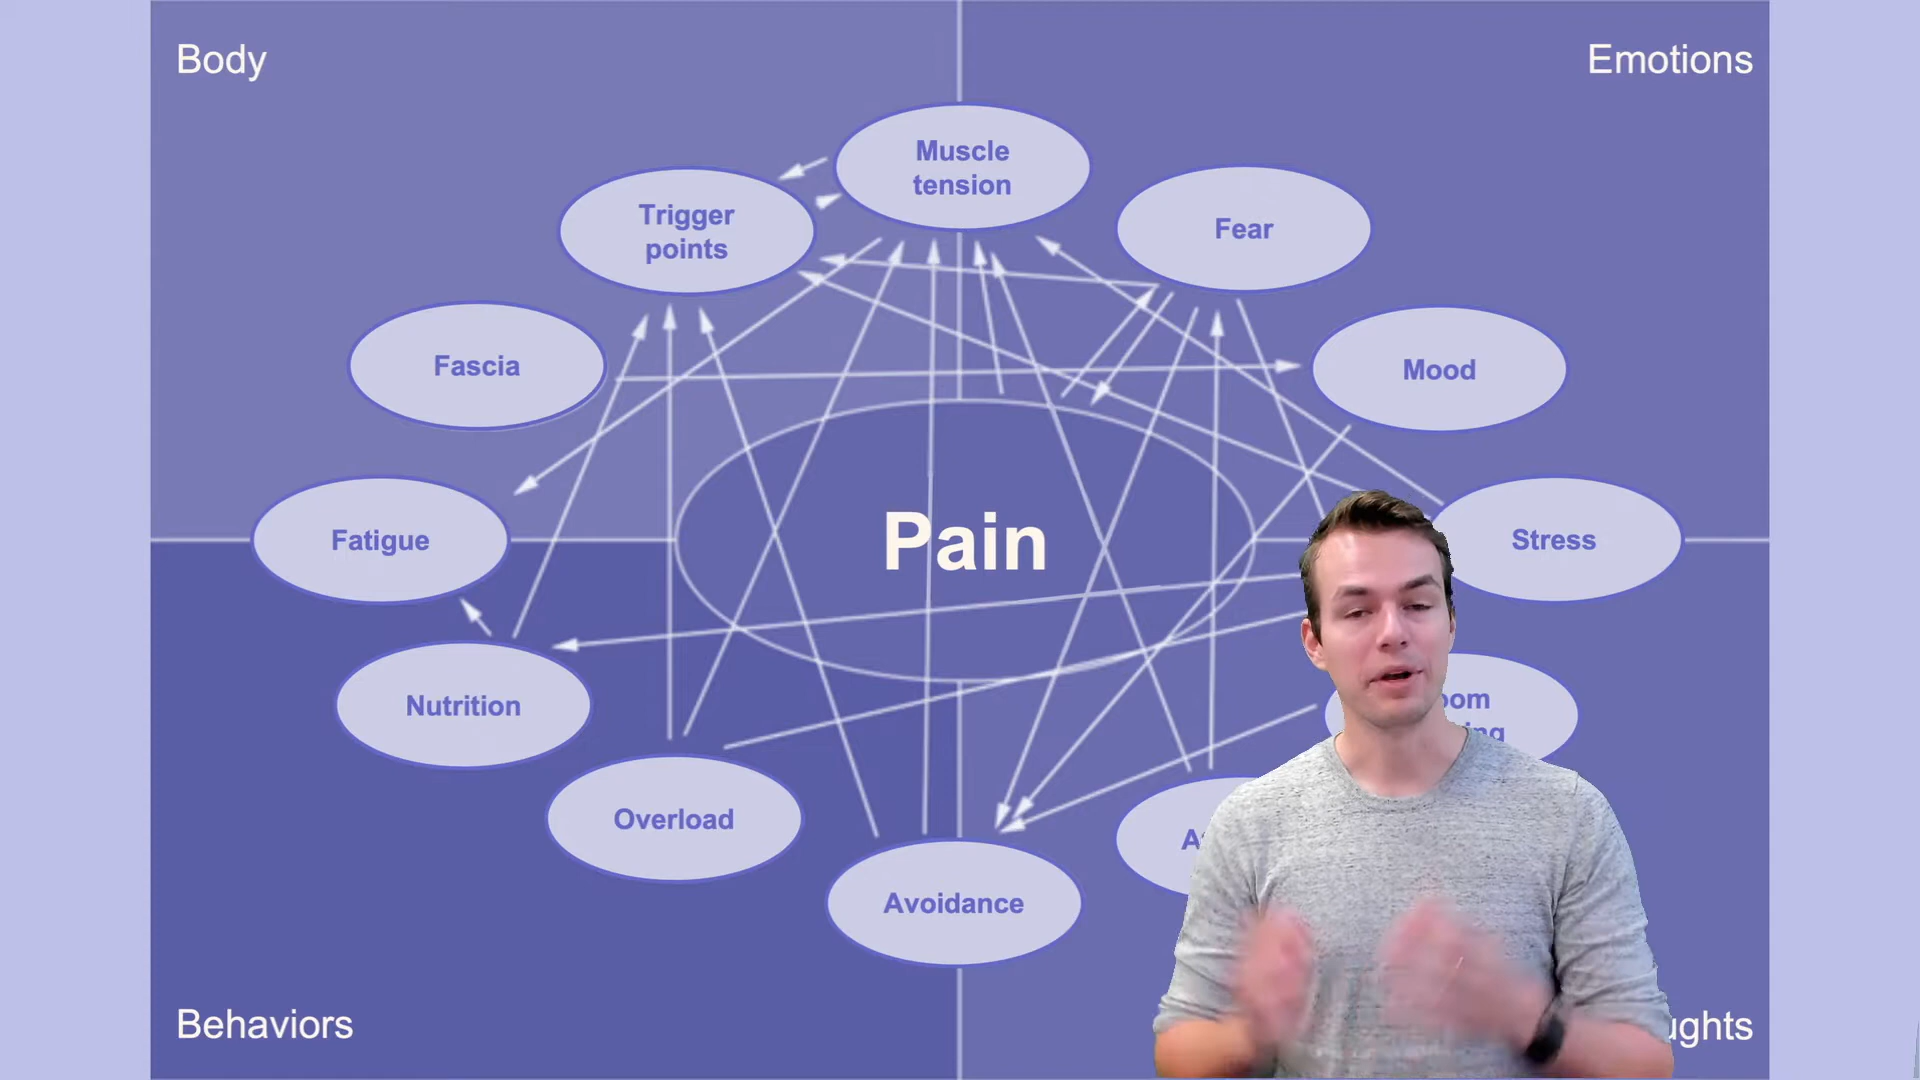 Body
Emotions
Muscle
tension
Trigger
points
Fear
Fascia
Mood
Pain
Fatigue
Stress
Nutrition
Overload
Avoidance
Behaviors